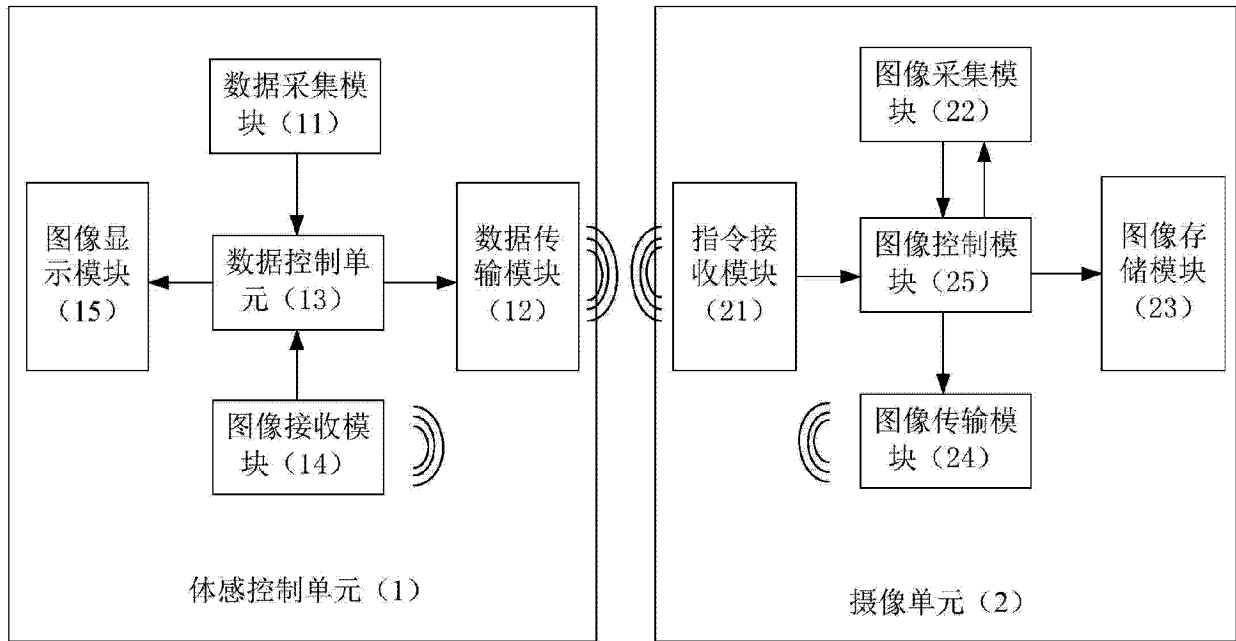 数据采集模
块（11）
图像显
示模块
（15）
数据控制单
元（13）
数据传
输模块
（12）
图像接收模
块（14）
体感控制单元（1）
图像采集模
块（22）
指令接
收模块
（21）
图像控制模
块（25）
图像存
储模块
（23）
图像传输模
块（24）
摄像单元（2）